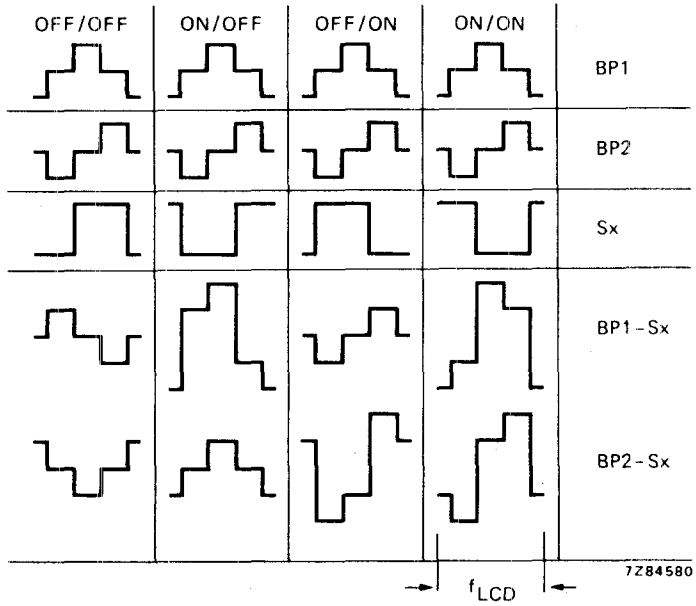 OFF/OFF ON/OFF OFF/ON ON/ON
BP1
BP2
Sx
BP1-Sx
BP2-Sx
7Z84580
fLCD